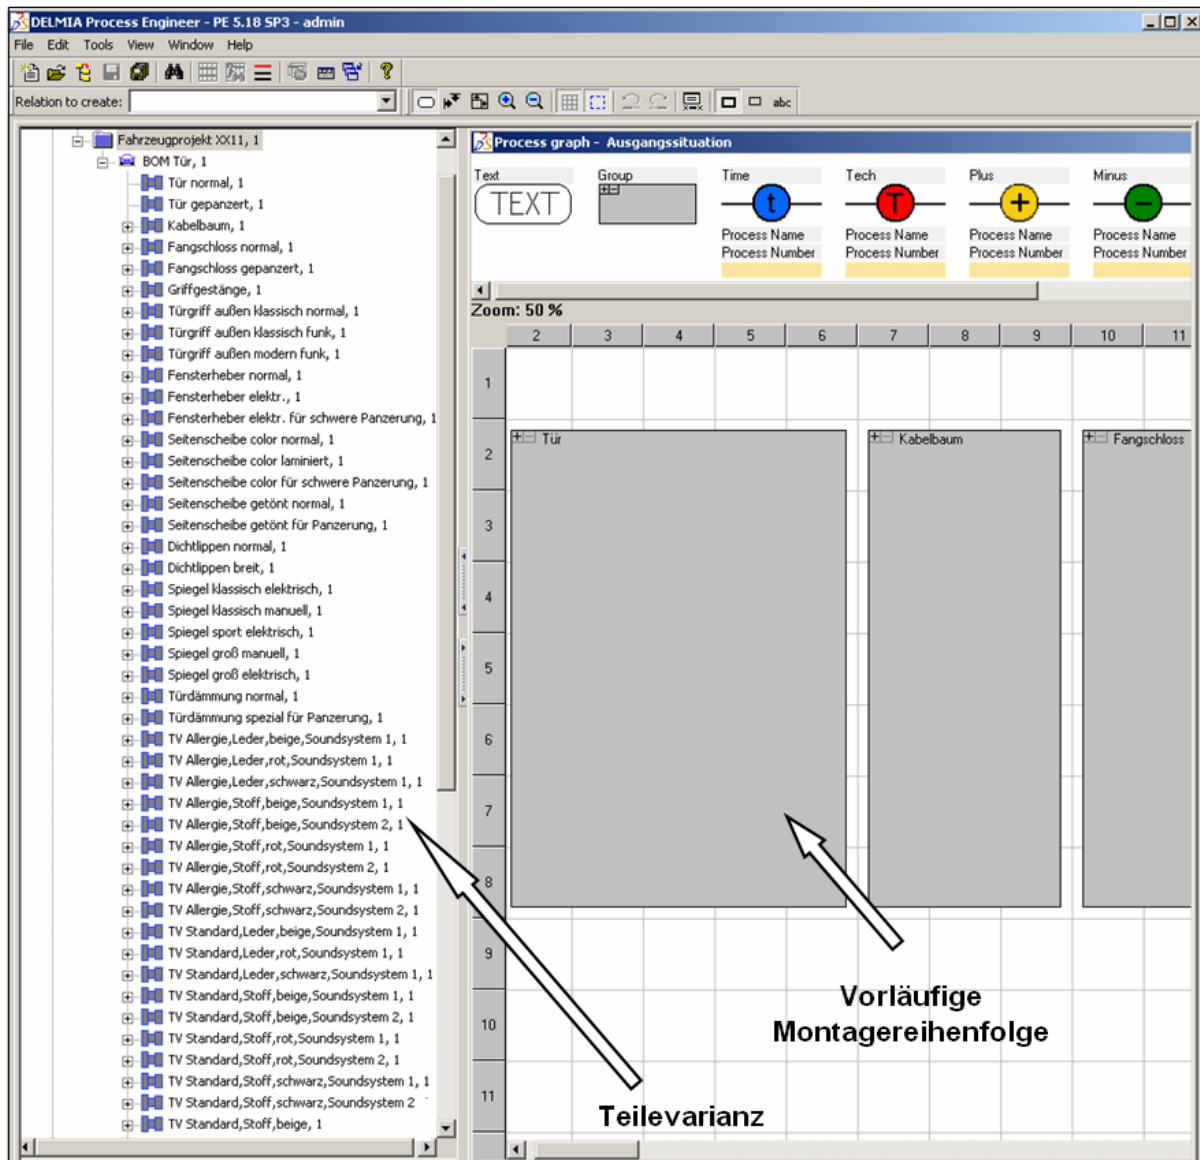 DELMIA Process Engineer - PE 5.18 SP3 - admin
File Edit Tools View Window Help
Relation to create:
abc
Fahrzeugprojekt XX11, 1
BOM Tür, 1
Tür normal, 1
Tür gepanzert, 1
Kabelbaum, 1
Fangschloss normal, 1
Fangschloss gepanzert, 1
Griffgestänge, 1
Türgriff außen klassisch normal, 1
Türgriff außen klassisch funk, 1
Türgriff außen modern funk, 1
Fensterheber normal, 1
Fensterheber elektr., 1
Fensterheber elektr. für schwere Panzerung, 1
Seitenscheibe color normal, 1
Seitenscheibe color laminiert, 1
Seitenscheibe color für schwere Panzerung, 1
Seitenscheibe getönt normal, 1
Seitenscheibe getönt für Panzerung, 1
Dichtlippen normal, 1
Dichtlippen breit, 1
Spiegel klassisch elektrisch, 1
Spiegel klassisch manuell, 1
Spiegel sport elektrisch, 1
Spiegel groß manuell, 1
Spiegel groß elektrisch, 1
Türdämmung normal, 1
Türdämmung spezial für Panzerung, 1
TV Allergie,Leder,beige,Soundsystem 1, 1
TV Allergie,Leder,rot,Soundsystem 1, 1
TV Allergie,Leder,schwarz,Soundsystem 1, 1
TV Allergie,Stoff,beige,Soundsystem 1, 1
TV Allergie,Stoff,beige,Soundsystem 2, 1
TV Allergie,Stoff,rot,Soundsystem 1, 1
TV Allergie,Stoff,rot,Soundsystem 2, 1
TV Allergie,Stoff,schwarz,Soundsystem 1, 1
TV Allergie,Stoff,schwarz,Soundsystem 2, 1
TV Standard,Leder,beige,Soundsystem 1, 1
TV Standard,Leder,rot,Soundsystem 1, 1
TV Standard,Leder,schwarz,Soundsystem 1, 1
TV Standard,Stoff,beige,Soundsystem 1, 1
TV Standard,Stoff,beige,Soundsystem 2, 1
TV Standard,Stoff,rot,Soundsystem 1, 1
TV Standard,Stoff,rot,Soundsystem 2, 1
TV Standard,Stoff,schwarz,Soundsystem 1, 1
TV Standard,Stoff,schwarz,Soundsystem 2
TV Standard,Stoff,beige, 1
Process graph - Ausgangssituation
Text Group Time Tech Plus Minus
TEXT t T + −
Process Name Process Name Process Name Process Name
Process Number Process Number Process Number Process Number
Zoom: 50 %
2 3 4 5 6 7 8 9 10 11
1
2
3
4
5
6
7
8
9
10
11
Tür Kabelbaum Fangschloss
Vorläufige
Montagereihenfolge
Teilevarianz